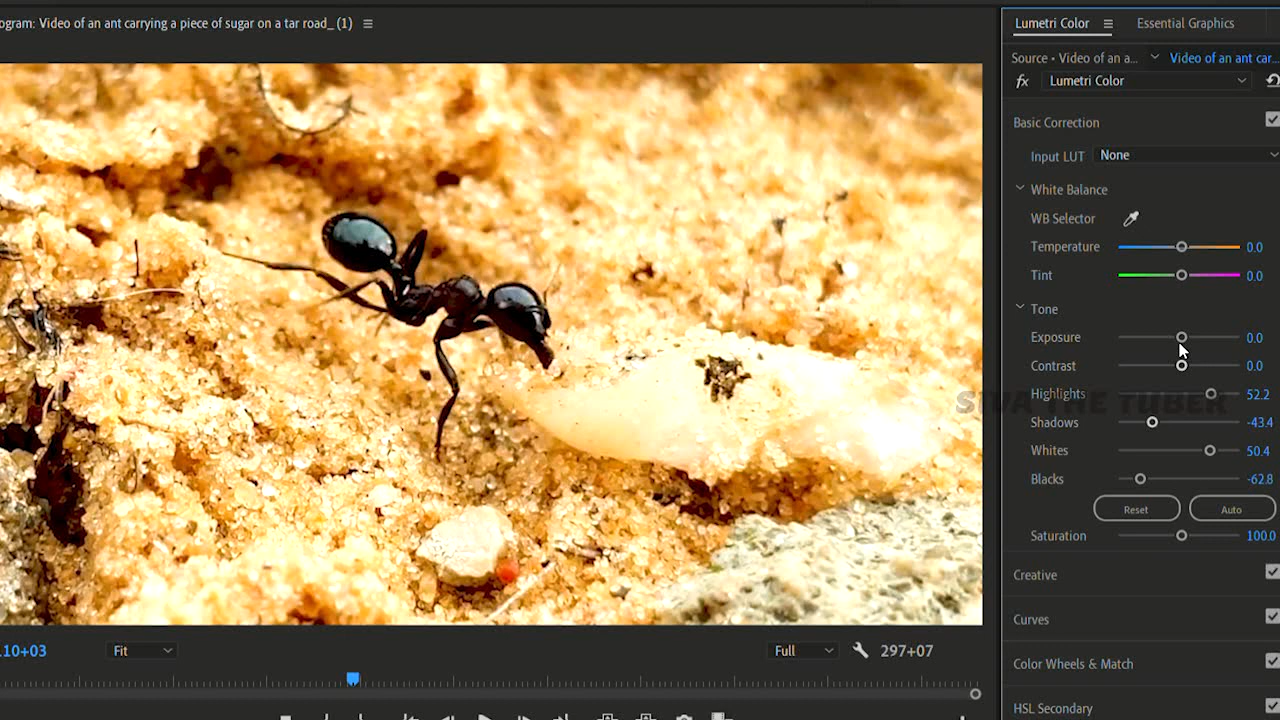 ogram: Video of an ant carrying a piece of sugar on a tar road_ (1)
Lumetri Color
Essential Graphics
Source • Video of an a...
Video of an ant car...
fx
Lumetri Color
Basic Correction
Input LUT
None
White Balance
WB Selector
Temperature
0.0
Tint
0.0
Tone
Exposure
0.0
Contrast
0.0
SIVA THE TUBER
Highlights
52.2
Shadows
-43.4
Whites
50.4
Blacks
-62.8
Reset
Auto
Saturation
100.0
Creative
Curves
Color Wheels & Match
HSL Secondary
10+03
Fit
Full
297+07